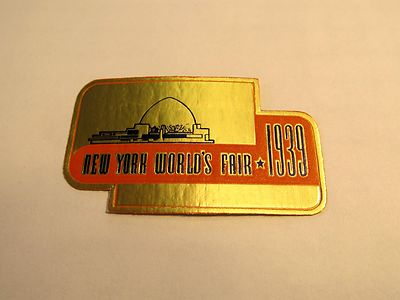 NEW YORK WORLD'S FAIR ★ 1939